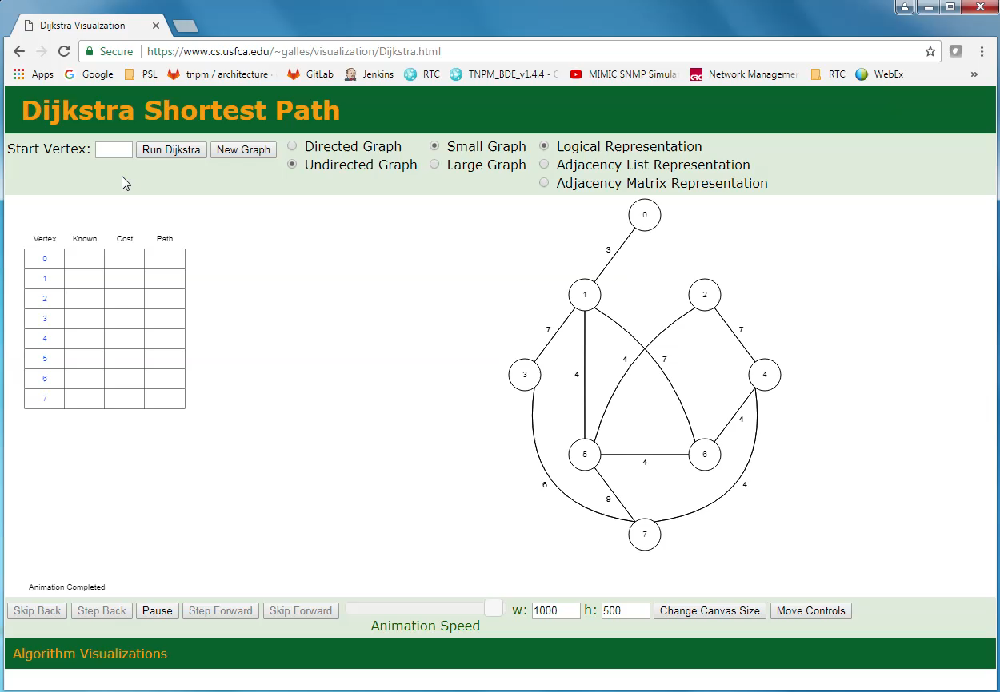 Dijkstra Visualzation
Secure https://www.cs.usfca.edu/~galles/visualization/Dijkstra.html
Apps Google PSL tnpm / architecture GitLab Jenkins RTC TNPM_BDE_v1.4.4 - MIMIC SNMP Simula Network Managemer RTC WebEx »
Dijkstra Shortest Path
Start Vertex: Run Dijkstra New Graph Directed Graph Small Graph Logical Representation
Undirected Graph Large Graph Adjacency List Representation
Adjacency Matrix Representation
0
Vertex Known Cost Path
3
0
1
1 2
2
3
7 7
4
5
4 7
3 4
4
6
7
4
5 6
4
6 4
9
7
Animation Completed
Skip Back Step Back Pause Step Forward Skip Forward w: 1000 h: 500 Change Canvas Size Move Controls
Animation Speed
Algorithm Visualizations